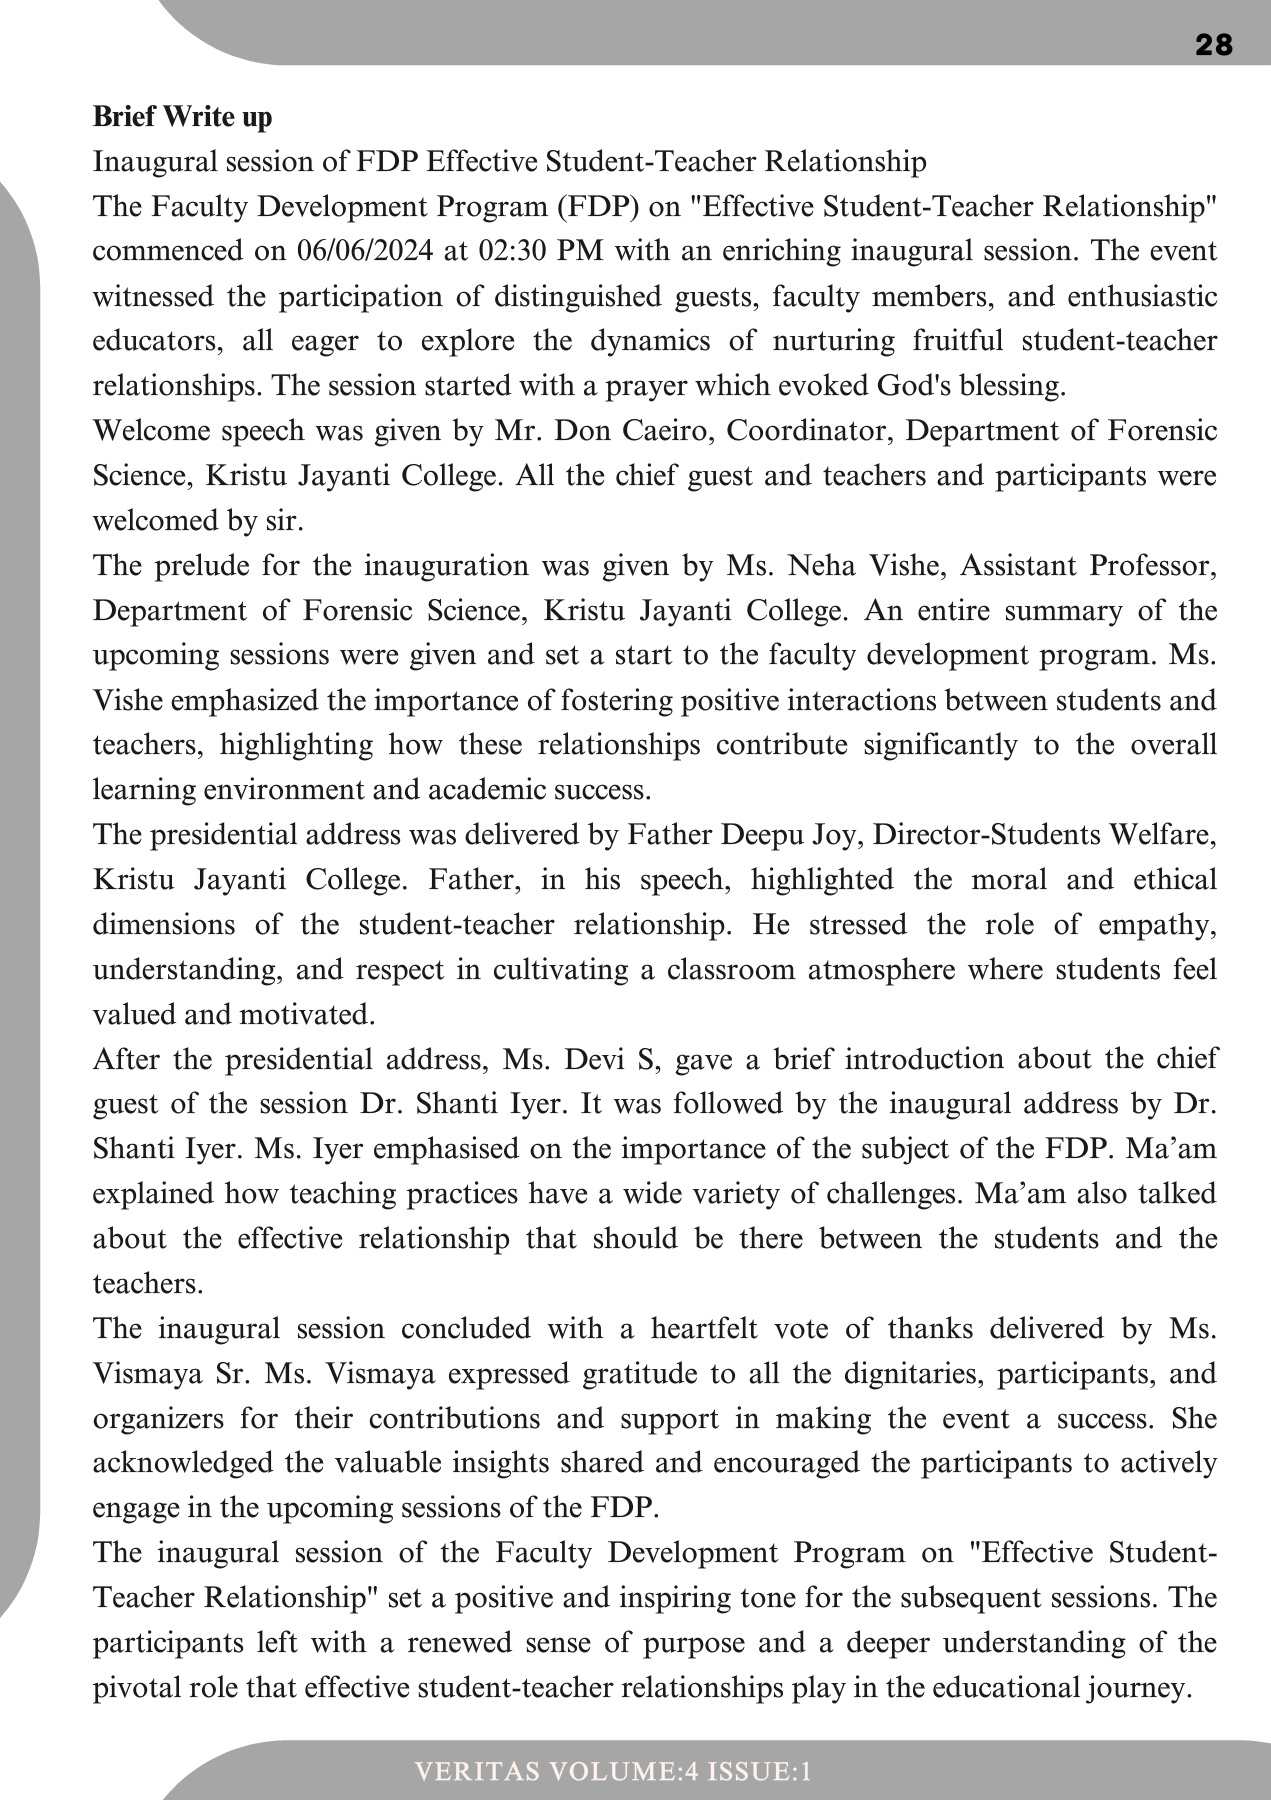 28
Brief Write up
Inaugural session of FDP Effective Student-Teacher Relationship
The Faculty Development Program (FDP) on "Effective Student-Teacher Relationship"
commenced on 06/06/2024 at 02:30 PM with an enriching inaugural session. The event
witnessed the participation of distinguished guests, faculty members, and enthusiastic
educators, all eager to explore the dynamics of nurturing fruitful student-teacher
relationships. The session started with a prayer which evoked God's blessing.
Welcome speech was given by Mr. Don Caeiro, Coordinator, Department of Forensic
Science, Kristu Jayanti College. All the chief guest and teachers and participants were
welcomed by sir.
The prelude for the inauguration was given by Ms. Neha Vishe, Assistant Professor,
Department of Forensic Science, Kristu Jayanti College. An entire summary of the
upcoming sessions were given and set a start to the faculty development program. Ms.
Vishe emphasized the importance of fostering positive interactions between students and
teachers, highlighting how these relationships contribute significantly to the overall
learning environment and academic success.
The presidential address was delivered by Father Deepu Joy, Director-Students Welfare,
Kristu Jayanti College. Father, in his speech, highlighted the moral and ethical
dimensions of the student-teacher relationship. He stressed the role of empathy,
understanding, and respect in cultivating a classroom atmosphere where students feel
valued and motivated.
After the presidential address, Ms. Devi S, gave a brief introduction about the chief
guest of the session Dr. Shanti Iyer. It was followed by the inaugural address by Dr.
Shanti Iyer. Ms. Iyer emphasised on the importance of the subject of the FDP. Ma’am
explained how teaching practices have a wide variety of challenges. Ma’am also talked
about the effective relationship that should be there between the students and the
teachers.
The inaugural session concluded with a heartfelt vote of thanks delivered by Ms.
Vismaya Sr. Ms. Vismaya expressed gratitude to all the dignitaries, participants, and
organizers for their contributions and support in making the event a success. She
acknowledged the valuable insights shared and encouraged the participants to actively
engage in the upcoming sessions of the FDP.
The inaugural session of the Faculty Development Program on "Effective Student-
Teacher Relationship" set a positive and inspiring tone for the subsequent sessions. The
participants left with a renewed sense of purpose and a deeper understanding of the
pivotal role that effective student-teacher relationships play in the educational journey.
VERITAS VOLUME:4 ISSUE:1